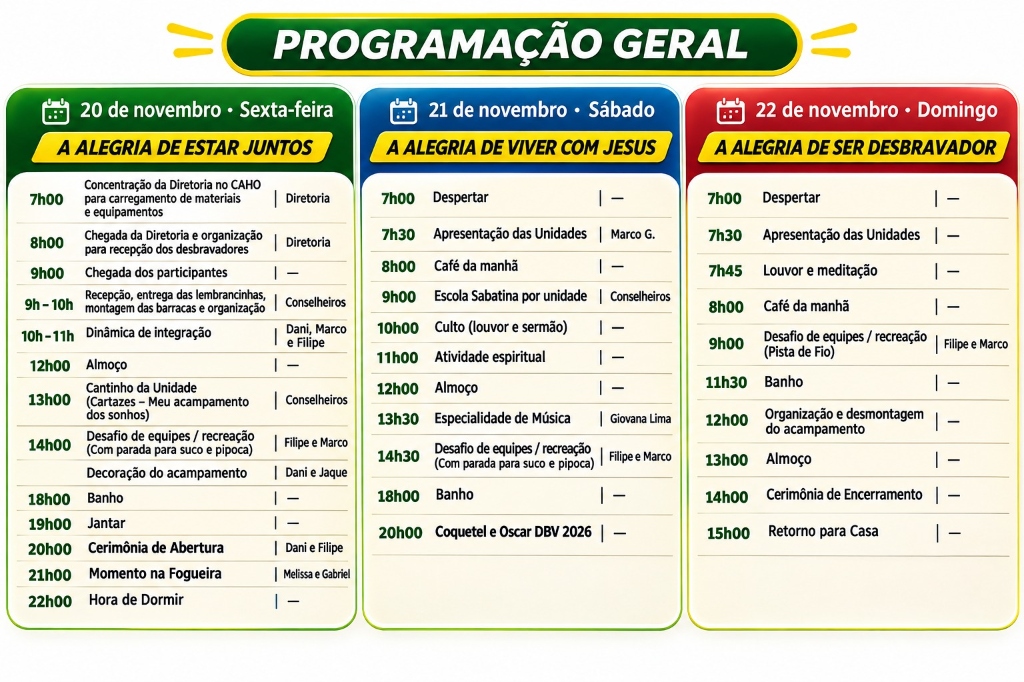 PROGRAMAÇÃO GERAL
20 de novembro • Sexta-feira
A ALEGRIA DE ESTAR JUNTOS
7h00 Concentração da Diretoria no CAHO
para carregamento de materiais
e equipamentos | Diretoria
8h00 Chegada da Diretoria e organização
para recepção dos desbravadores | Diretoria
9h00 Chegada dos participantes | —
9h – 10h Recepção, entrega das lembrancinhas,
montagem das barracas e organização | Conselheiros
10h – 11h Dinâmica de integração | Dani, Marco
e Filipe
12h00 Almoço | —
13h00 Cantinho da Unidade
(Cartazes – Meu acampamento
dos sonhos) | Conselheiros
14h00 Desafio de equipes / recreação
(Com parada para suco e pipoca) | Filipe e Marco
Decoração do acampamento | Dani e Jaque
18h00 Banho | —
19h00 Jantar | —
20h00 Cerimônia de Abertura | Dani e Filipe
21h00 Momento na Fogueira | Melissa e Gabriel
22h00 Hora de Dormir | —
21 de novembro • Sábado
A ALEGRIA DE VIVER COM JESUS
7h00 Despertar | —
7h30 Apresentação das Unidades | Marco G.
8h00 Café da manhã | —
9h00 Escola Sabatina por unidade | Conselheiros
10h00 Culto (louvor e sermão) | —
11h00 Atividade espiritual | —
12h00 Almoço | —
13h30 Especialidade de Música | Giovana Lima
14h30 Desafio de equipes / recreação
(Com parada para suco e pipoca) | Filipe e Marco
18h00 Banho | —
20h00 Coquetel e Oscar DBV 2026 | —
22 de novembro • Domingo
A ALEGRIA DE SER DESBRAVADOR
7h00 Despertar | —
7h30 Apresentação das Unidades | —
7h45 Louvor e meditação | —
8h00 Café da manhã | —
9h00 Desafio de equipes / recreação
(Pista de Fio) | Filipe e Marco
11h30 Banho | —
12h00 Organização e desmontagem
do acampamento | —
13h00 Almoço | —
14h00 Cerimônia de Encerramento | —
15h00 Retorno para Casa | —